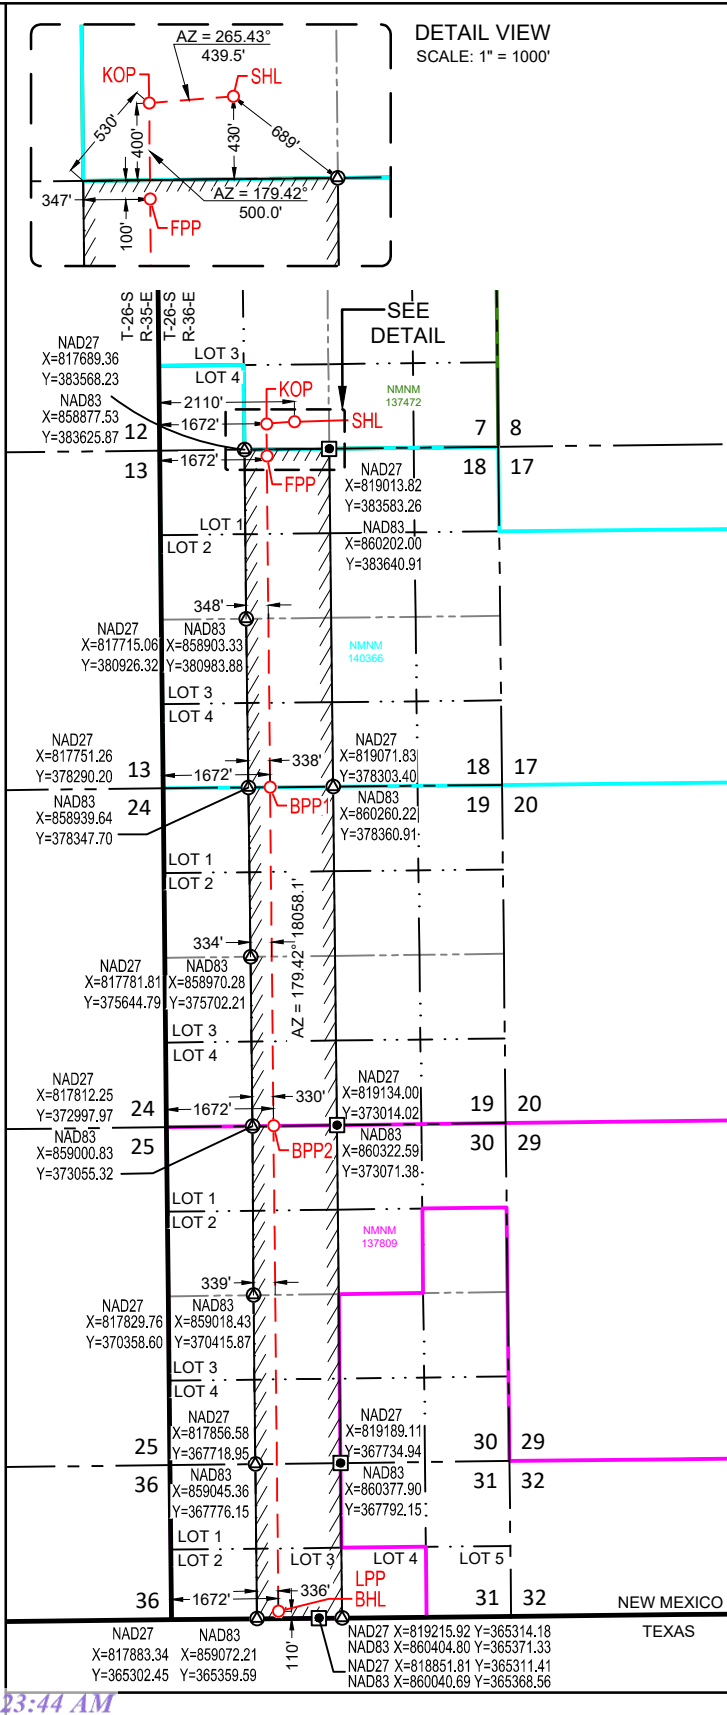 DETAIL VIEW
SCALE: 1" = 1000'
AZ = 265.43°
439.5'
KOP
SHL
530'
400'
430'
689'
347'
AZ = 179.42°
500.0'
100'
FPP
T-26-S
R-35-E
T-26-S
R-36-E
SEE
DETAIL
NAD27
X=817689.36
Y=383568.23
NAD83
X=858877.53
Y=383625.87
LOT 3
LOT 4
KOP
NMNM
137472
2110'
1672'
SHL
12
7
8
13
1672'
FPP
18
17
NAD27
X=819013.82
Y=383583.26
NAD83
X=860202.00
Y=383640.91
LOT 1
LOT 2
348'
NAD27
X=817715.06
Y=380926.32
NAD83
X=858903.33
Y=380983.88
NMNM
140366
LOT 3
LOT 4
NAD27
X=817751.26
Y=378290.20
13
1672'
338'
NAD27
X=819071.83
Y=378303.40
18
17
24
NAD83
X=858939.64
Y=378347.70
BPP1
NAD83
X=860260.22
Y=378360.91
19
20
LOT 1
LOT 2
AZ = 179.42° 18058.1'
334'
NAD27
X=817781.81
Y=375644.79
NAD83
X=858970.28
Y=375702.21
LOT 3
LOT 4
NAD27
X=817812.25
Y=372997.97
24
1672'
330'
NAD27
X=819134.00
Y=373014.02
19
20
25
NAD83
X=859000.83
Y=373055.32
BPP2
NAD83
X=860322.59
Y=373071.38
30
29
LOT 1
LOT 2
NMNM
137809
339'
NAD27
X=817829.76
Y=370358.60
NAD83
X=859018.43
Y=370415.87
LOT 3
LOT 4
NAD27
X=817856.58
Y=367718.95
25
NAD27
X=819189.11
Y=367734.94
30
29
36
NAD83
X=859045.36
Y=367776.15
NAD83
X=860377.90
Y=367792.15
31
32
LOT 1
LOT 2
LOT 3
LOT 4
LOT 5
36
1672'
336'
LPP
BHL
31
32
NEW MEXICO
TEXAS
110'
NAD27
X=817883.34
Y=365302.45
NAD83
X=859072.21
Y=365359.59
NAD27 X=819215.92 Y=365314.18
NAD83 X=860404.80 Y=365371.33
NAD27 X=818851.81 Y=365311.41
NAD83 X=860040.69 Y=365368.56
23:44 AM